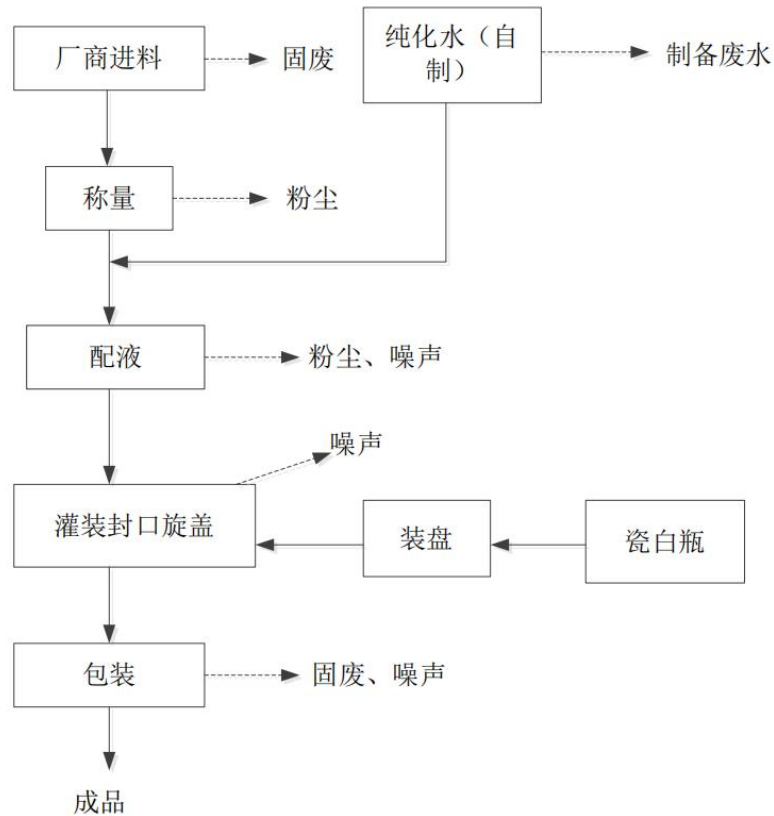 厂商进料
固废
纯化水（自
制）
制备废水
称量
粉尘
配液
粉尘、噪声
噪声
灌装封口旋盖
装盘
瓷白瓶
包装
固废、噪声
成品